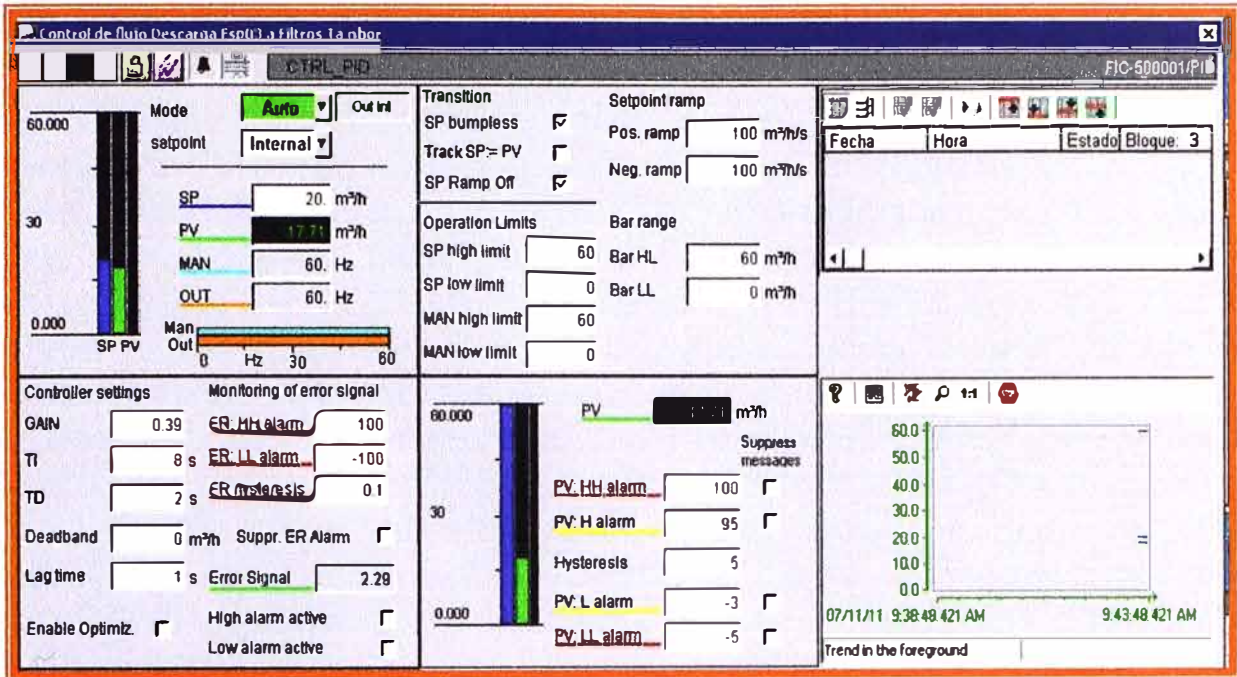 Control de flujo Descarga Esp03 a Filtros Tambor
CTRL_PID
FIC-500001/PID
60.000
30
0.000
SP PV
Mode
Auto
Out Int
setpoint
Internal
SP 20. m³/h
PV 17.71 m³/h
MAN 60. Hz
OUT 60. Hz
Man
Out
0 Hz 30 60
Transition
SP bumpless
Track SP:= PV
SP Ramp Off
Setpoint ramp
Pos. ramp 100 m³/h/s
Neg. ramp 100 m³/h/s
Operation Limits
SP high limit 60
SP low limit 0
MAN high limit 60
MAN low limit 0
Bar range
Bar HL 60 m³/h
Bar LL 0 m³/h
Fecha Hora Estado Bloque: 3
Controller settings
GAIN 0.39
TI 8 s
TD 2 s
Deadband 0 m³/h
Lag time 1 s
Enable Optimiz.
Monitoring of error signal
ER: HH alarm 100
ER: LL alarm -100
ER hysteresis 0.1
Suppr. ER Alarm
Error Signal 2.29
High alarm active
Low alarm active
60.000
30
0.000
PV m³/h
Suppress
messages
PV: HH alarm 100
PV: H alarm 95
Hysteresis 5
PV: L alarm -3
PV: LL alarm -5
1:1
60.0
50.0
40.0
30.0
20.0
10.0
0.0
07/11/11 9:38:48.421 AM 9:43:48.421 AM
Trend in the foreground